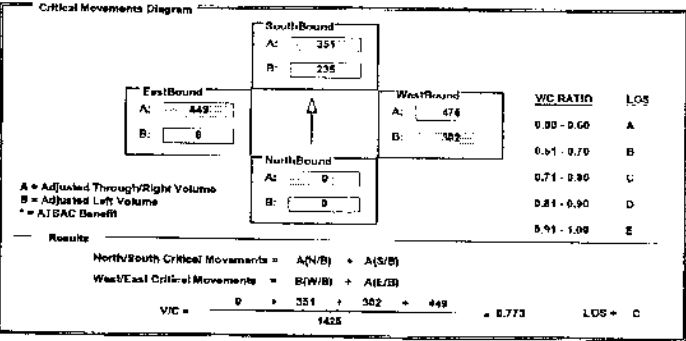 Critical Movements Diagram
SouthBound
A: 351
B: 235
EastBound
A: 449
B: 0
WestBound
A: 476
B: 302
NorthBound
A: 0
B: 0
V/C RATIO LOS
0.00 - 0.60 A
0.61 - 0.70 B
0.71 - 0.80 C
0.81 - 0.90 D
0.91 - 1.00 E
A = Adjusted Through/Right Volume
B = Adjusted Left Volume
* = ATSAC Benefit
Results
North/South Critical Movements = A(N/B) + A(S/B)
West/East Critical Movements = B(W/B) + A(E/B)
V/C = 0 + 351 + 302 + 449 = 0.773 LOS = C
1425